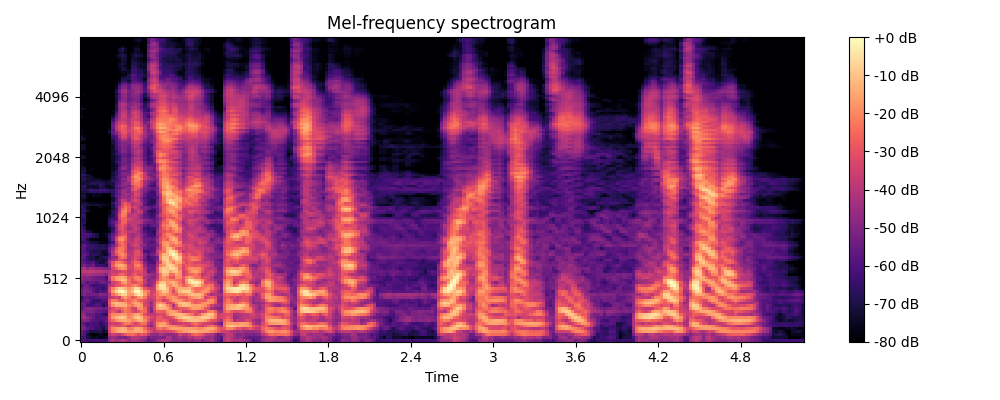 Mel-frequency spectrogram
+0 dB
4096
-10 dB
-20 dB
2048
-30 dB
Hz
-40 dB
1024
-50 dB
512
-60 dB
-70 dB
0
-80 dB
0 0.6 1.2 1.8 2.4 3 3.6 4.2 4.8
Time